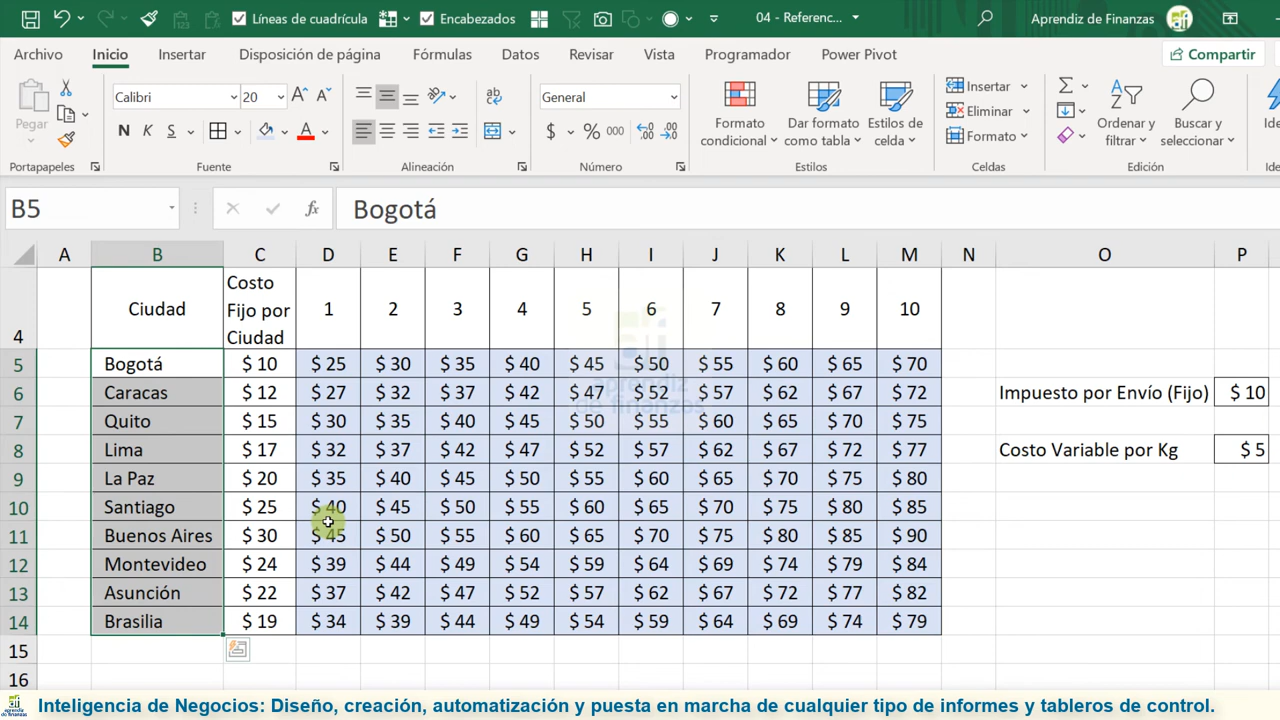 Líneas de cuadrícula Encabezados 04 - Referenc... Aprendiz de Finanzas
Archivo Inicio Insertar Disposición de página Fórmulas Datos Revisar Vista Programador Power Pivot Compartir
Pegar
Calibri 20
N K S
General
$ % 000
Formato condicional
Dar formato como tabla
Estilos de celda
Insertar
Eliminar
Formato
Ordenar y filtrar
Buscar y seleccionar
Portapapeles Fuente Alineación Número Estilos Celdas Edición
B5 fx Bogotá
A B C D E F G H I J K L M N O P
4 Ciudad Costo Fijo por Ciudad 1 2 3 4 5 6 7 8 9 10
5 Bogotá $ 10 $ 25 $ 30 $ 35 $ 40 $ 45 $ 50 $ 55 $ 60 $ 65 $ 70
6 Caracas $ 12 $ 27 $ 32 $ 37 $ 42 $ 47 $ 52 $ 57 $ 62 $ 67 $ 72 Impuesto por Envío (Fijo) $ 10
7 Quito $ 15 $ 30 $ 35 $ 40 $ 45 $ 50 $ 55 $ 60 $ 65 $ 70 $ 75
8 Lima $ 17 $ 32 $ 37 $ 42 $ 47 $ 52 $ 57 $ 62 $ 67 $ 72 $ 77 Costo Variable por Kg $ 5
9 La Paz $ 20 $ 35 $ 40 $ 45 $ 50 $ 55 $ 60 $ 65 $ 70 $ 75 $ 80
10 Santiago $ 25 $ 40 $ 45 $ 50 $ 55 $ 60 $ 65 $ 70 $ 75 $ 80 $ 85
11 Buenos Aires $ 30 $ 45 $ 50 $ 55 $ 60 $ 65 $ 70 $ 75 $ 80 $ 85 $ 90
12 Montevideo $ 24 $ 39 $ 44 $ 49 $ 54 $ 59 $ 64 $ 69 $ 74 $ 79 $ 84
13 Asunción $ 22 $ 37 $ 42 $ 47 $ 52 $ 57 $ 62 $ 67 $ 72 $ 77 $ 82
14 Brasilia $ 19 $ 34 $ 39 $ 44 $ 49 $ 54 $ 59 $ 64 $ 69 $ 74 $ 79
15
16
aprendiz
de finanzas
Inteligencia de Negocios: Diseño, creación, automatización y puesta en marcha de cualquier tipo de informes y tableros de control.